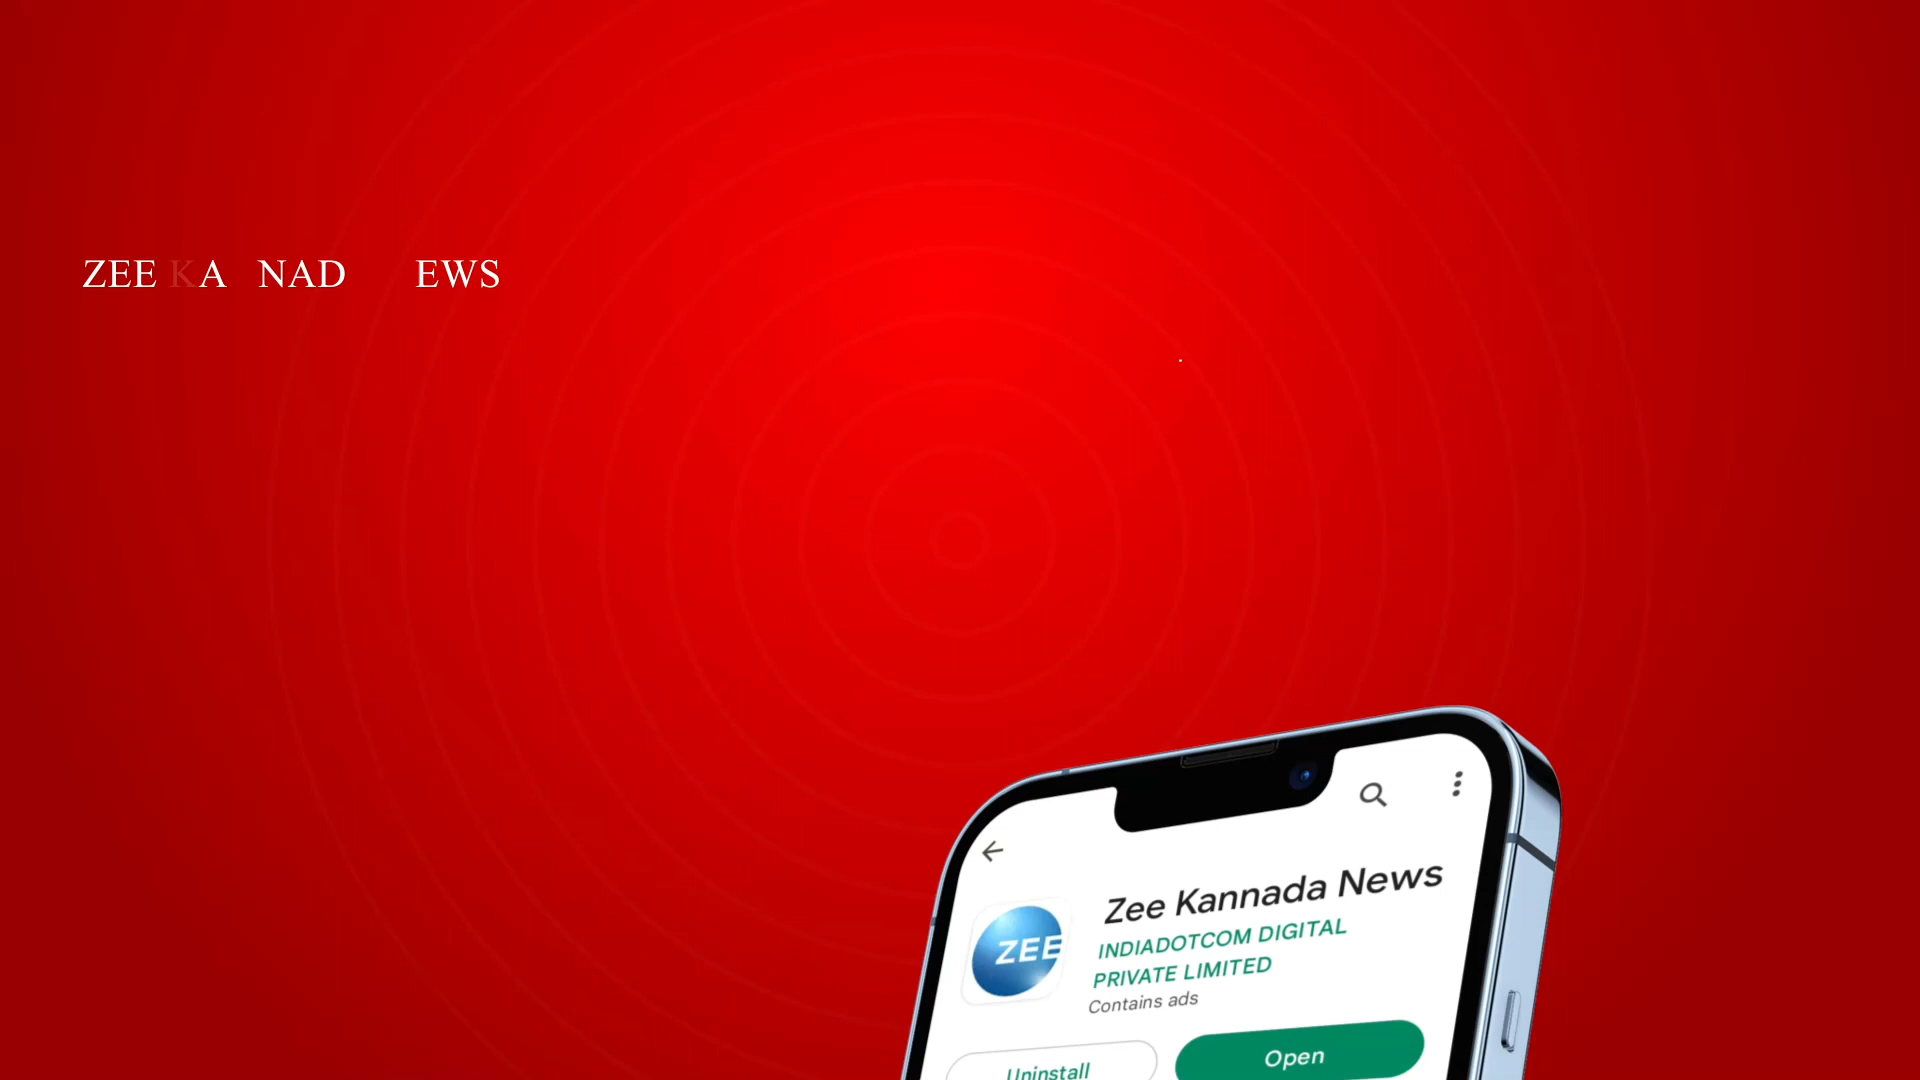 ZEE KA NAD EWS
Zee Kannada News
ZEE
INDIADOTCOM DIGITAL
PRIVATE LIMITED
Contains ads
Uninstall
Open